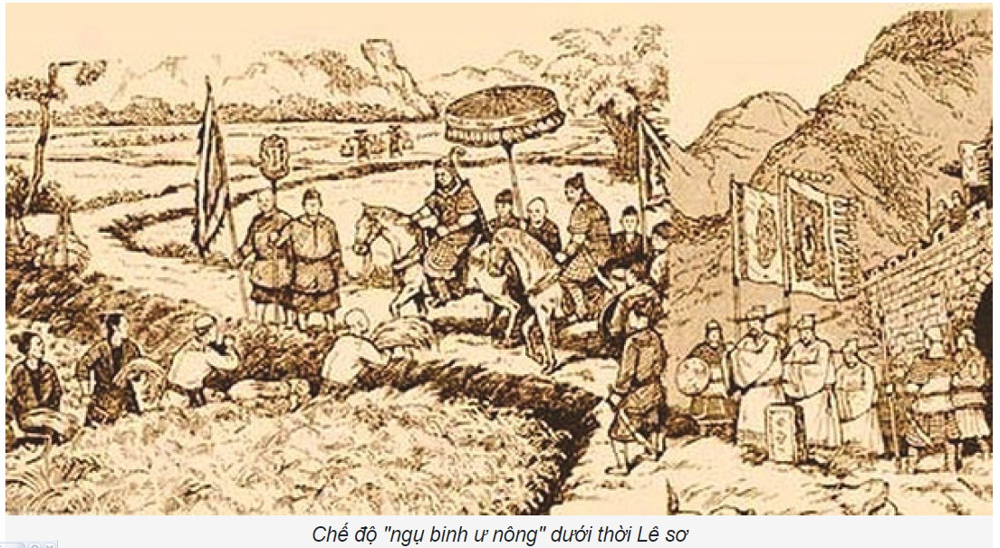 Chế độ "ngụ binh ư nông" dưới thời Lê sơ